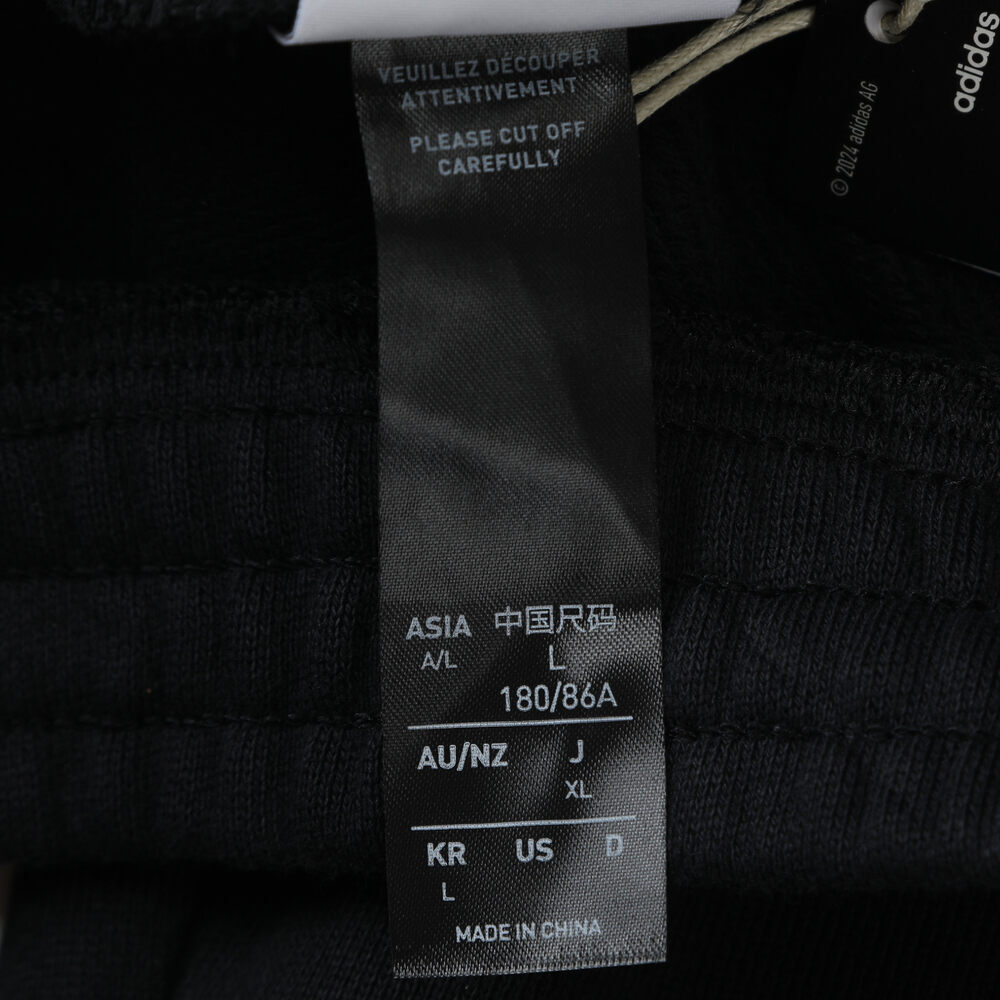 VEUILLEZ DÉCOUPER
ATTENTIVEMENT
PLEASE CUT OFF
CAREFULLY
© 2024 adidas AG
adidas
ASIA 中国尺码
A/L L
180/86A
AU/NZ J
XL
KR US D
L
MADE IN CHINA